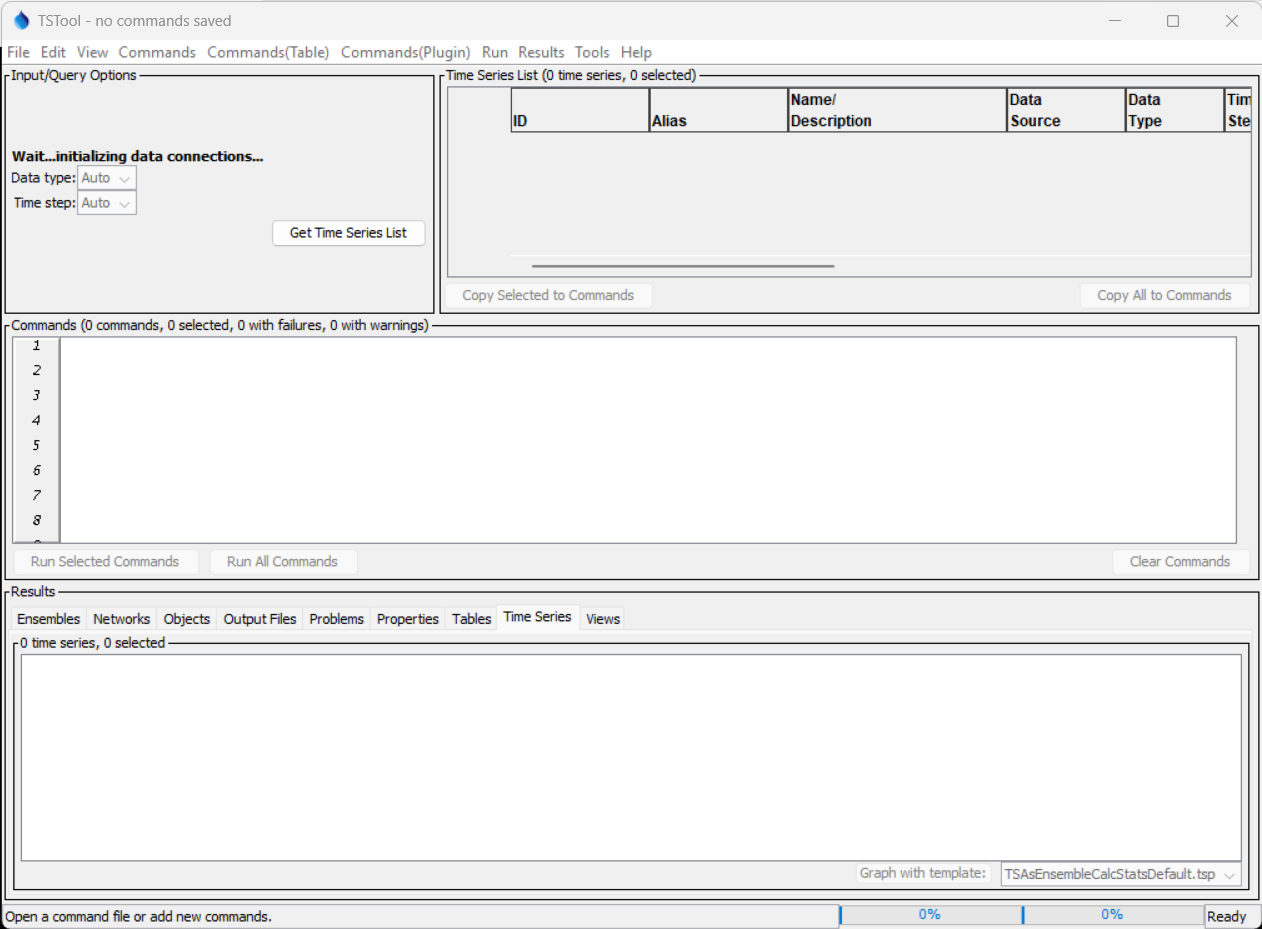 TSTool - no commands saved
File Edit View Commands Commands(Table) Commands(Plugin) Run Results Tools Help
Input/Query Options
Wait...initializing data connections...
Data type: Auto
Time step: Auto
Get Time Series List
Time Series List (0 time series, 0 selected)
ID Alias Name/ Description Data Source Data Type Tim Ste
Copy Selected to Commands Copy All to Commands
Commands (0 commands, 0 selected, 0 with failures, 0 with warnings)
1
2
3
4
5
6
7
8
Run Selected Commands Run All Commands Clear Commands
Results
Ensembles Networks Objects Output Files Problems Properties Tables Time Series Views
0 time series, 0 selected
Graph with template: TSAsEnsembleCalcStatsDefault.tsp
Open a command file or add new commands. 0% 0% Ready